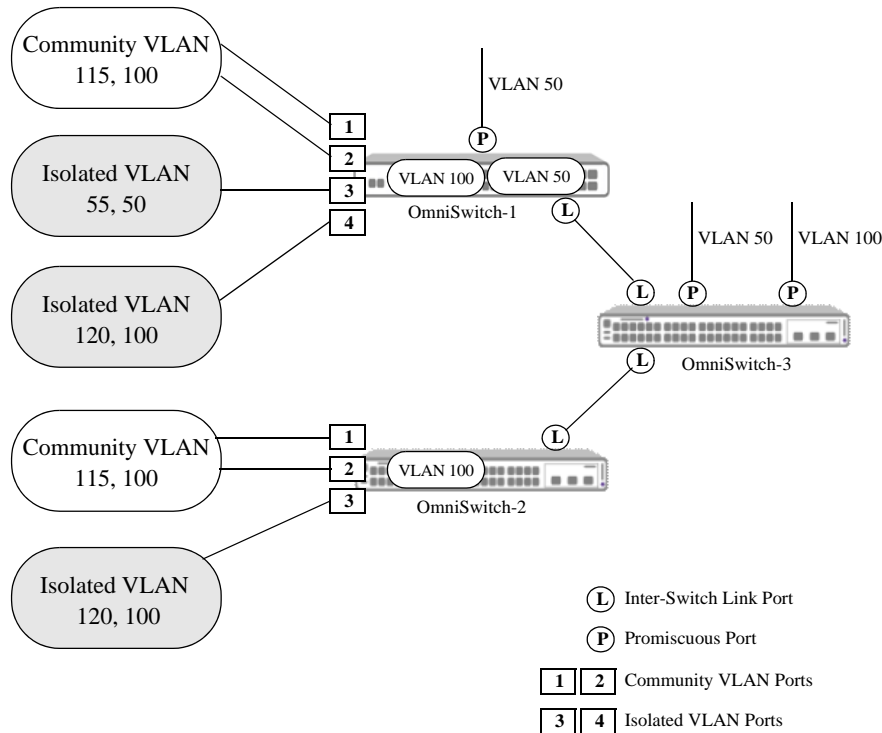 Community VLAN
115, 100
VLAN 50
1
P
2
Isolated VLAN
55, 50
3
VLAN 100
VLAN 50
4
OmniSwitch-1
L
VLAN 50
VLAN 100
Isolated VLAN
120, 100
L
P
P
L
OmniSwitch-3
Community VLAN
115, 100
1
L
2
VLAN 100
3
OmniSwitch-2
Isolated VLAN
120, 100
L Inter-Switch Link Port
P Promiscuous Port
1 2 Community VLAN Ports
3 4 Isolated VLAN Ports